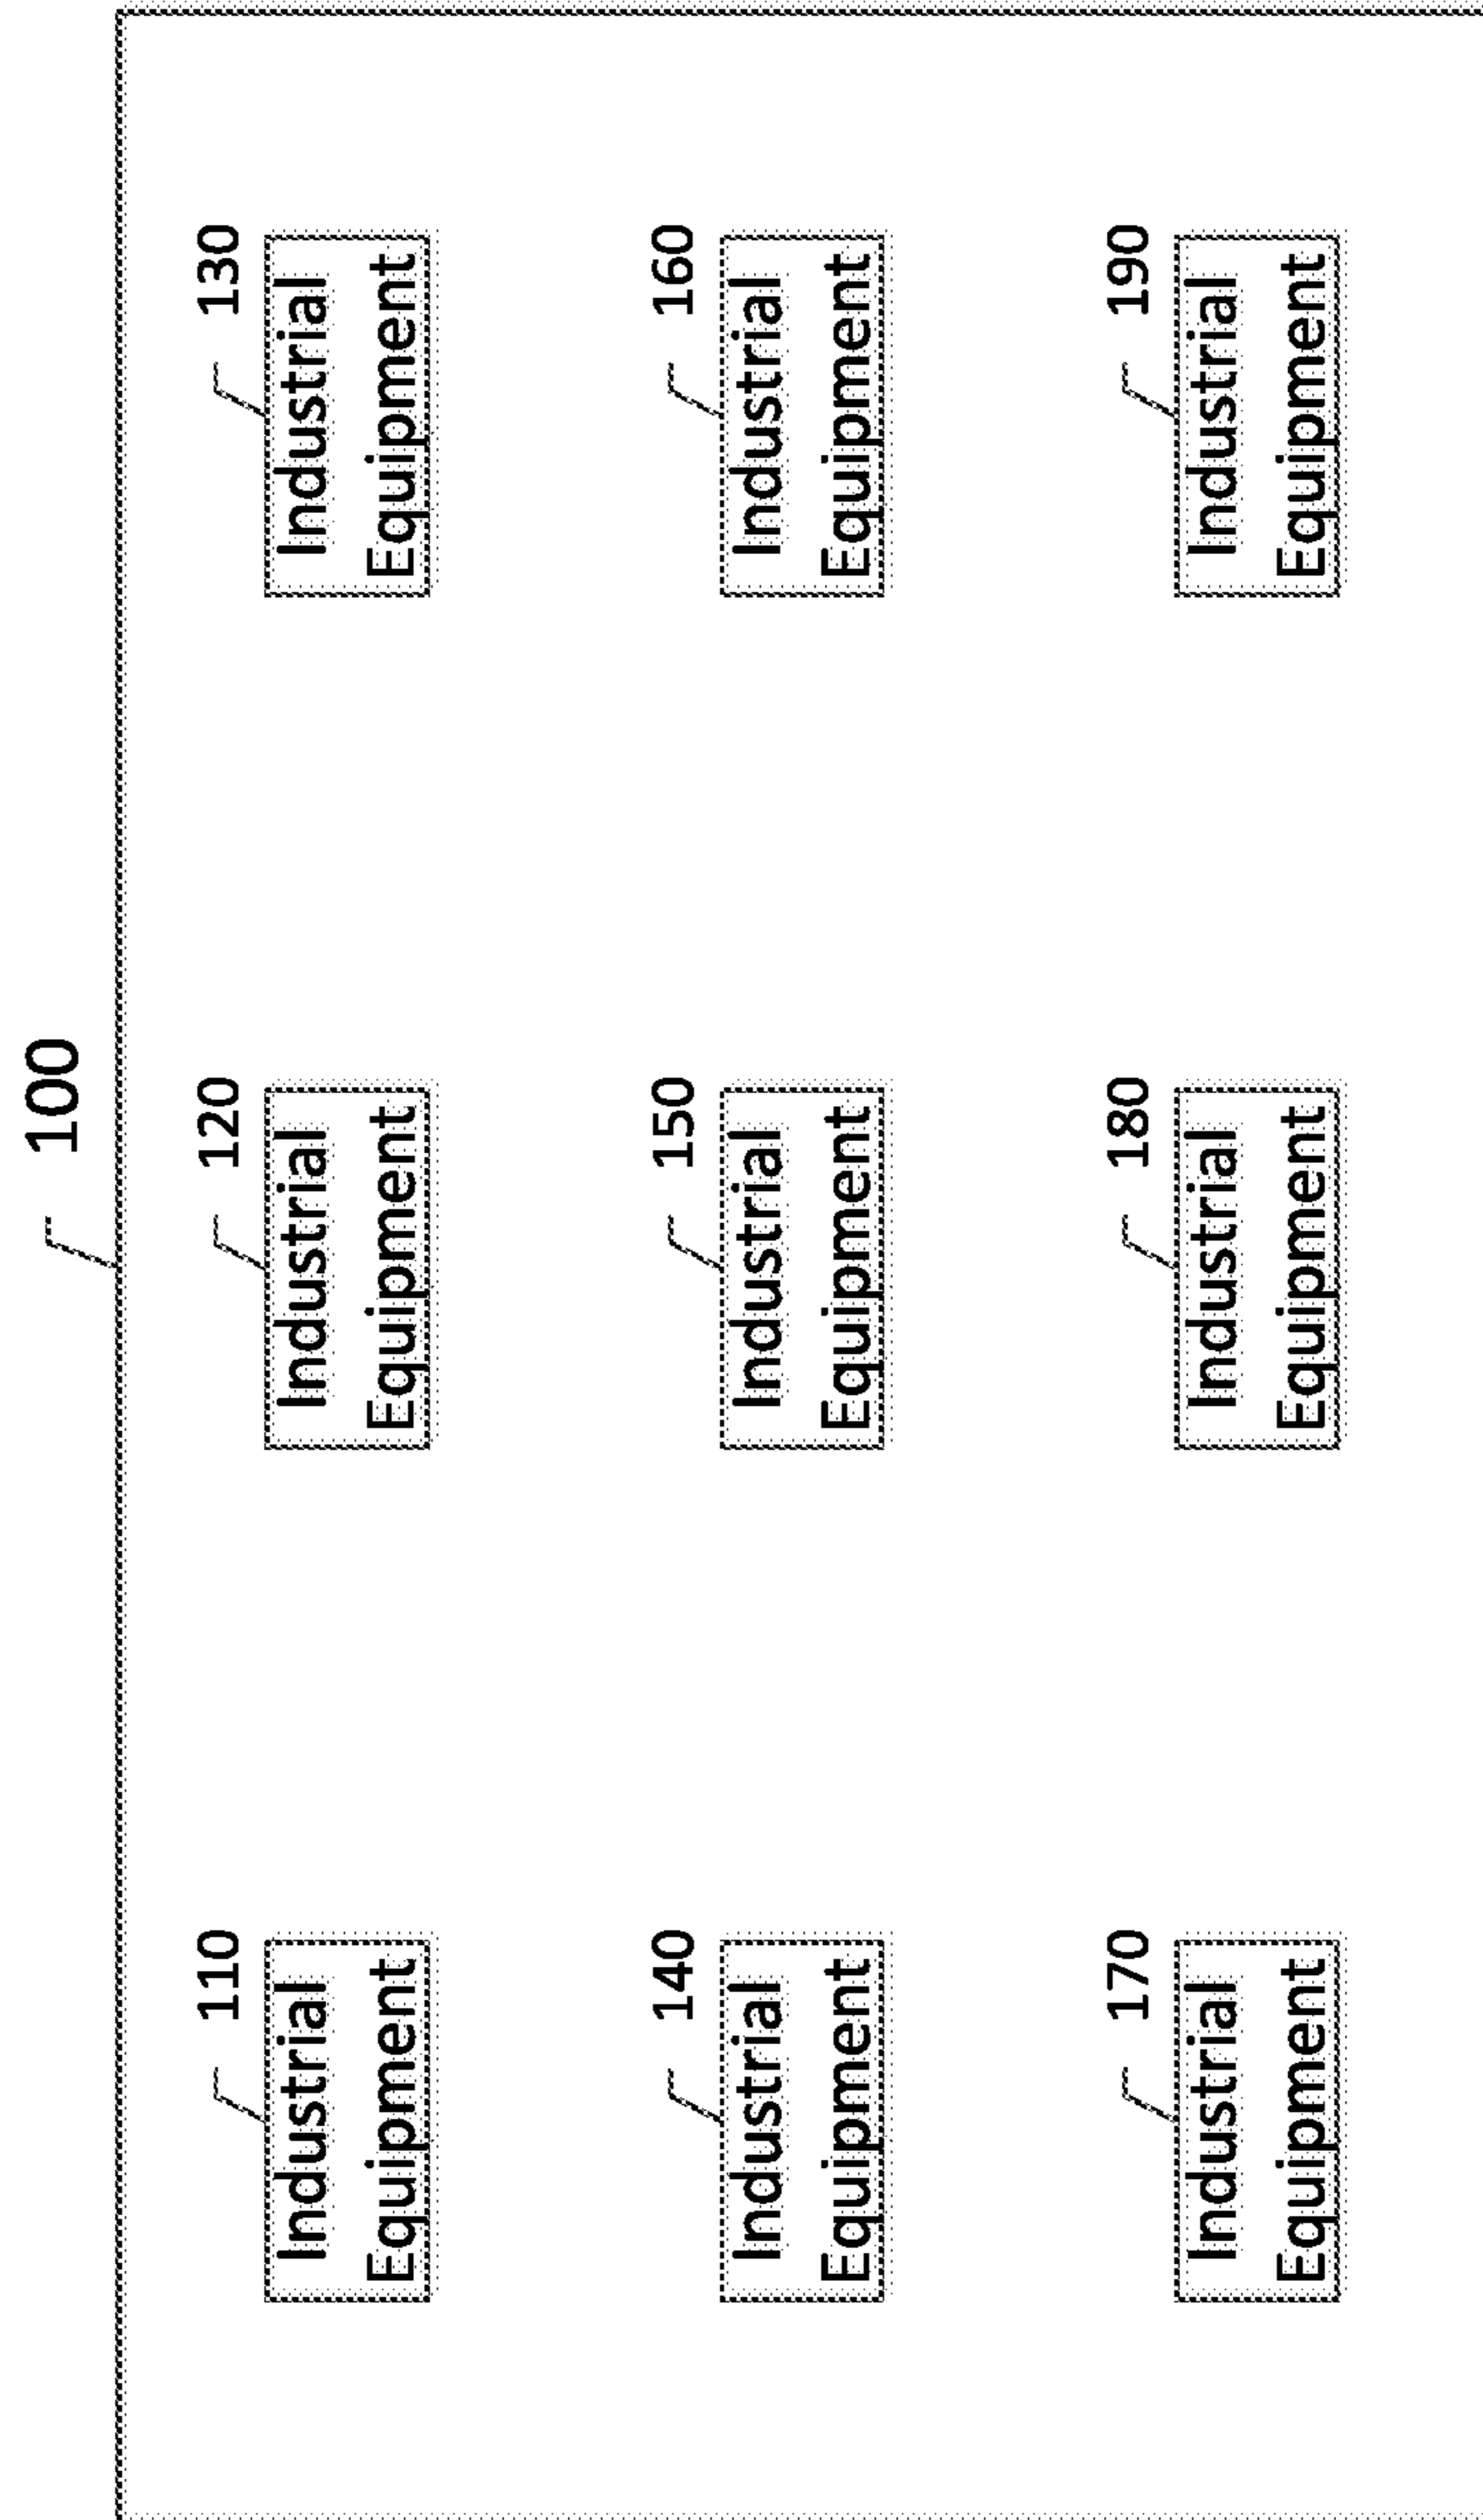 100
110
Industrial
Equipment
120
Industrial
Equipment
130
Industrial
Equipment
140
Industrial
Equipment
150
Industrial
Equipment
160
Industrial
Equipment
170
Industrial
Equipment
180
Industrial
Equipment
190
Industrial
Equipment